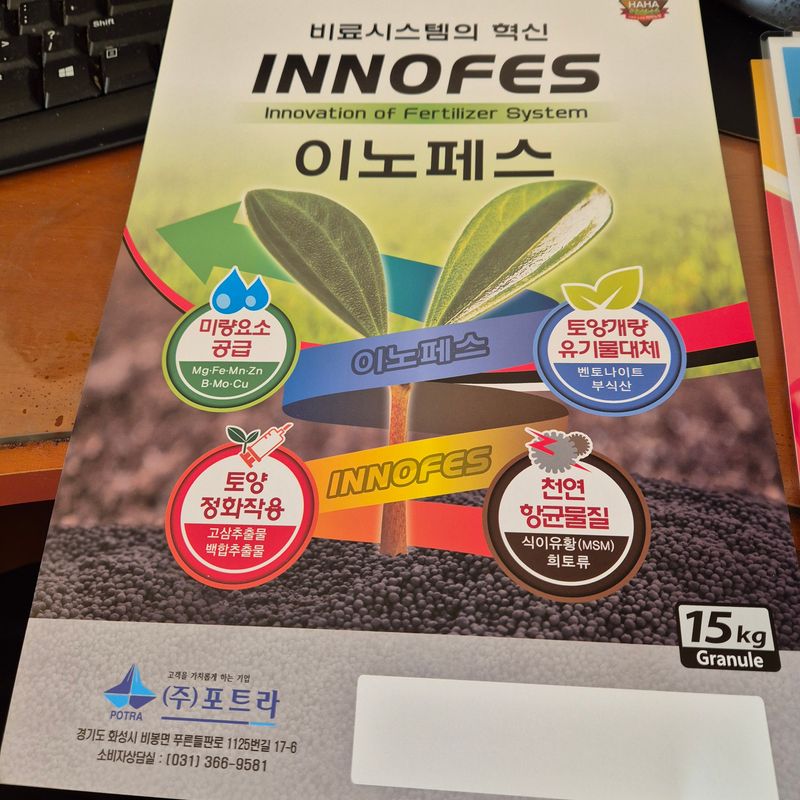 Shift
HAHA
비료시스템의 혁신
INNOFES
Innovation of Fertilizer System
이노페스
미량요소
공급
Mg·Fe·Mn·Zn
B·Mo·Cu
이노페스
토양개량
유기물대체
벤토나이트
부식산
토양
정화작용
고삼추출물
백합추출물
INNOFES
천연
항균물질
식이유황(MSM)
희토류
15kg
Granule
POTRA
고객을 가치롭게 하는 기업
(주)포트라
경기도 화성시 비봉면 푸른들판로 1125번길 17-6
소비자상담실 : (031) 366-9581